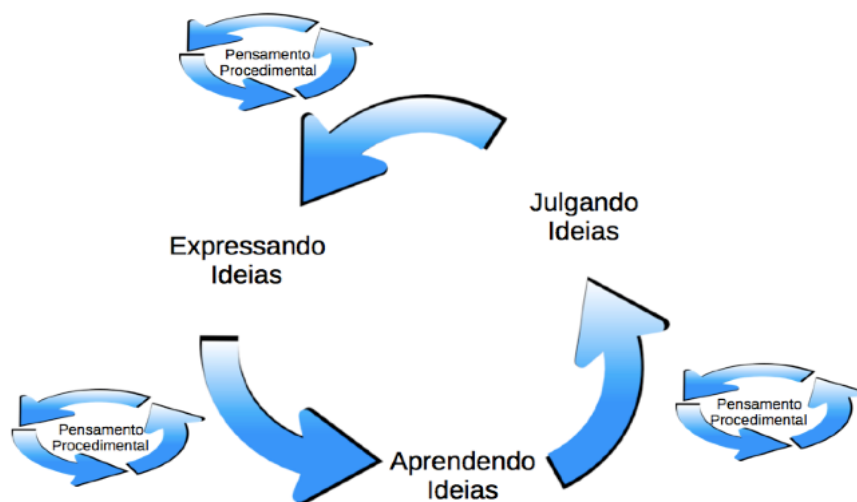 Pensamento
Procedimental
Julgando
Ideias
Expressando
Ideias
Pensamento
Procedimental
Pensamento
Procedimental
Aprendendo
Ideias